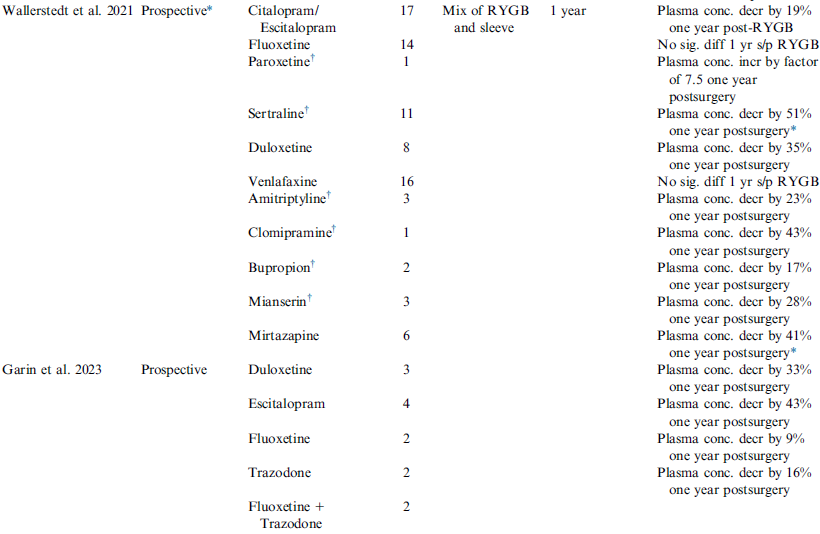 Wallerstedt et al. 2021 Prospective* Citalopram/ 17 Mix of RYGB 1 year Plasma conc. decr by 19%
Escitalopram and sleeve one year post-RYGB
Fluoxetine 14 No sig. diff 1 yr s/p RYGB
Paroxetine† 1 Plasma conc. incr by factor
of 7.5 one year
postsurgery
Sertraline† 11 Plasma conc. decr by 51%
one year postsurgery*
Duloxetine 8 Plasma conc. decr by 35%
one year postsurgery
Venlafaxine 16 No sig. diff 1 yr s/p RYGB
Amitriptyline† 3 Plasma conc. decr by 23%
one year postsurgery
Clomipramine† 1 Plasma conc. decr by 43%
one year postsurgery
Bupropion† 2 Plasma conc. decr by 17%
one year postsurgery
Mianserin† 3 Plasma conc. decr by 28%
one year postsurgery
Mirtazapine 6 Plasma conc. decr by 41%
one year postsurgery*
Garin et al. 2023 Prospective Duloxetine 3 Plasma conc. decr by 33%
one year postsurgery
Escitalopram 4 Plasma conc. decr by 43%
one year postsurgery
Fluoxetine 2 Plasma conc. decr by 9%
one year postsurgery
Trazodone 2 Plasma conc. decr by 16%
one year postsurgery
Fluoxetine + 2
Trazodone